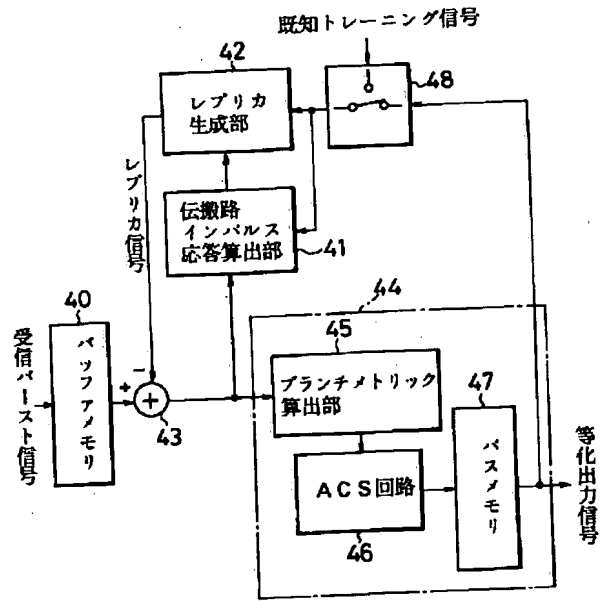 既知トレーニング信号
42
48
レプリカ
生成部
レプリカ信号
伝搬路
インパルス
応答算出部
41
40
44
受信バースト信号
バッファメモリ
+
-
+
43
45
ブランチメトリック
算出部
47
ACS回路
46
パスメモリ
等化出力信号